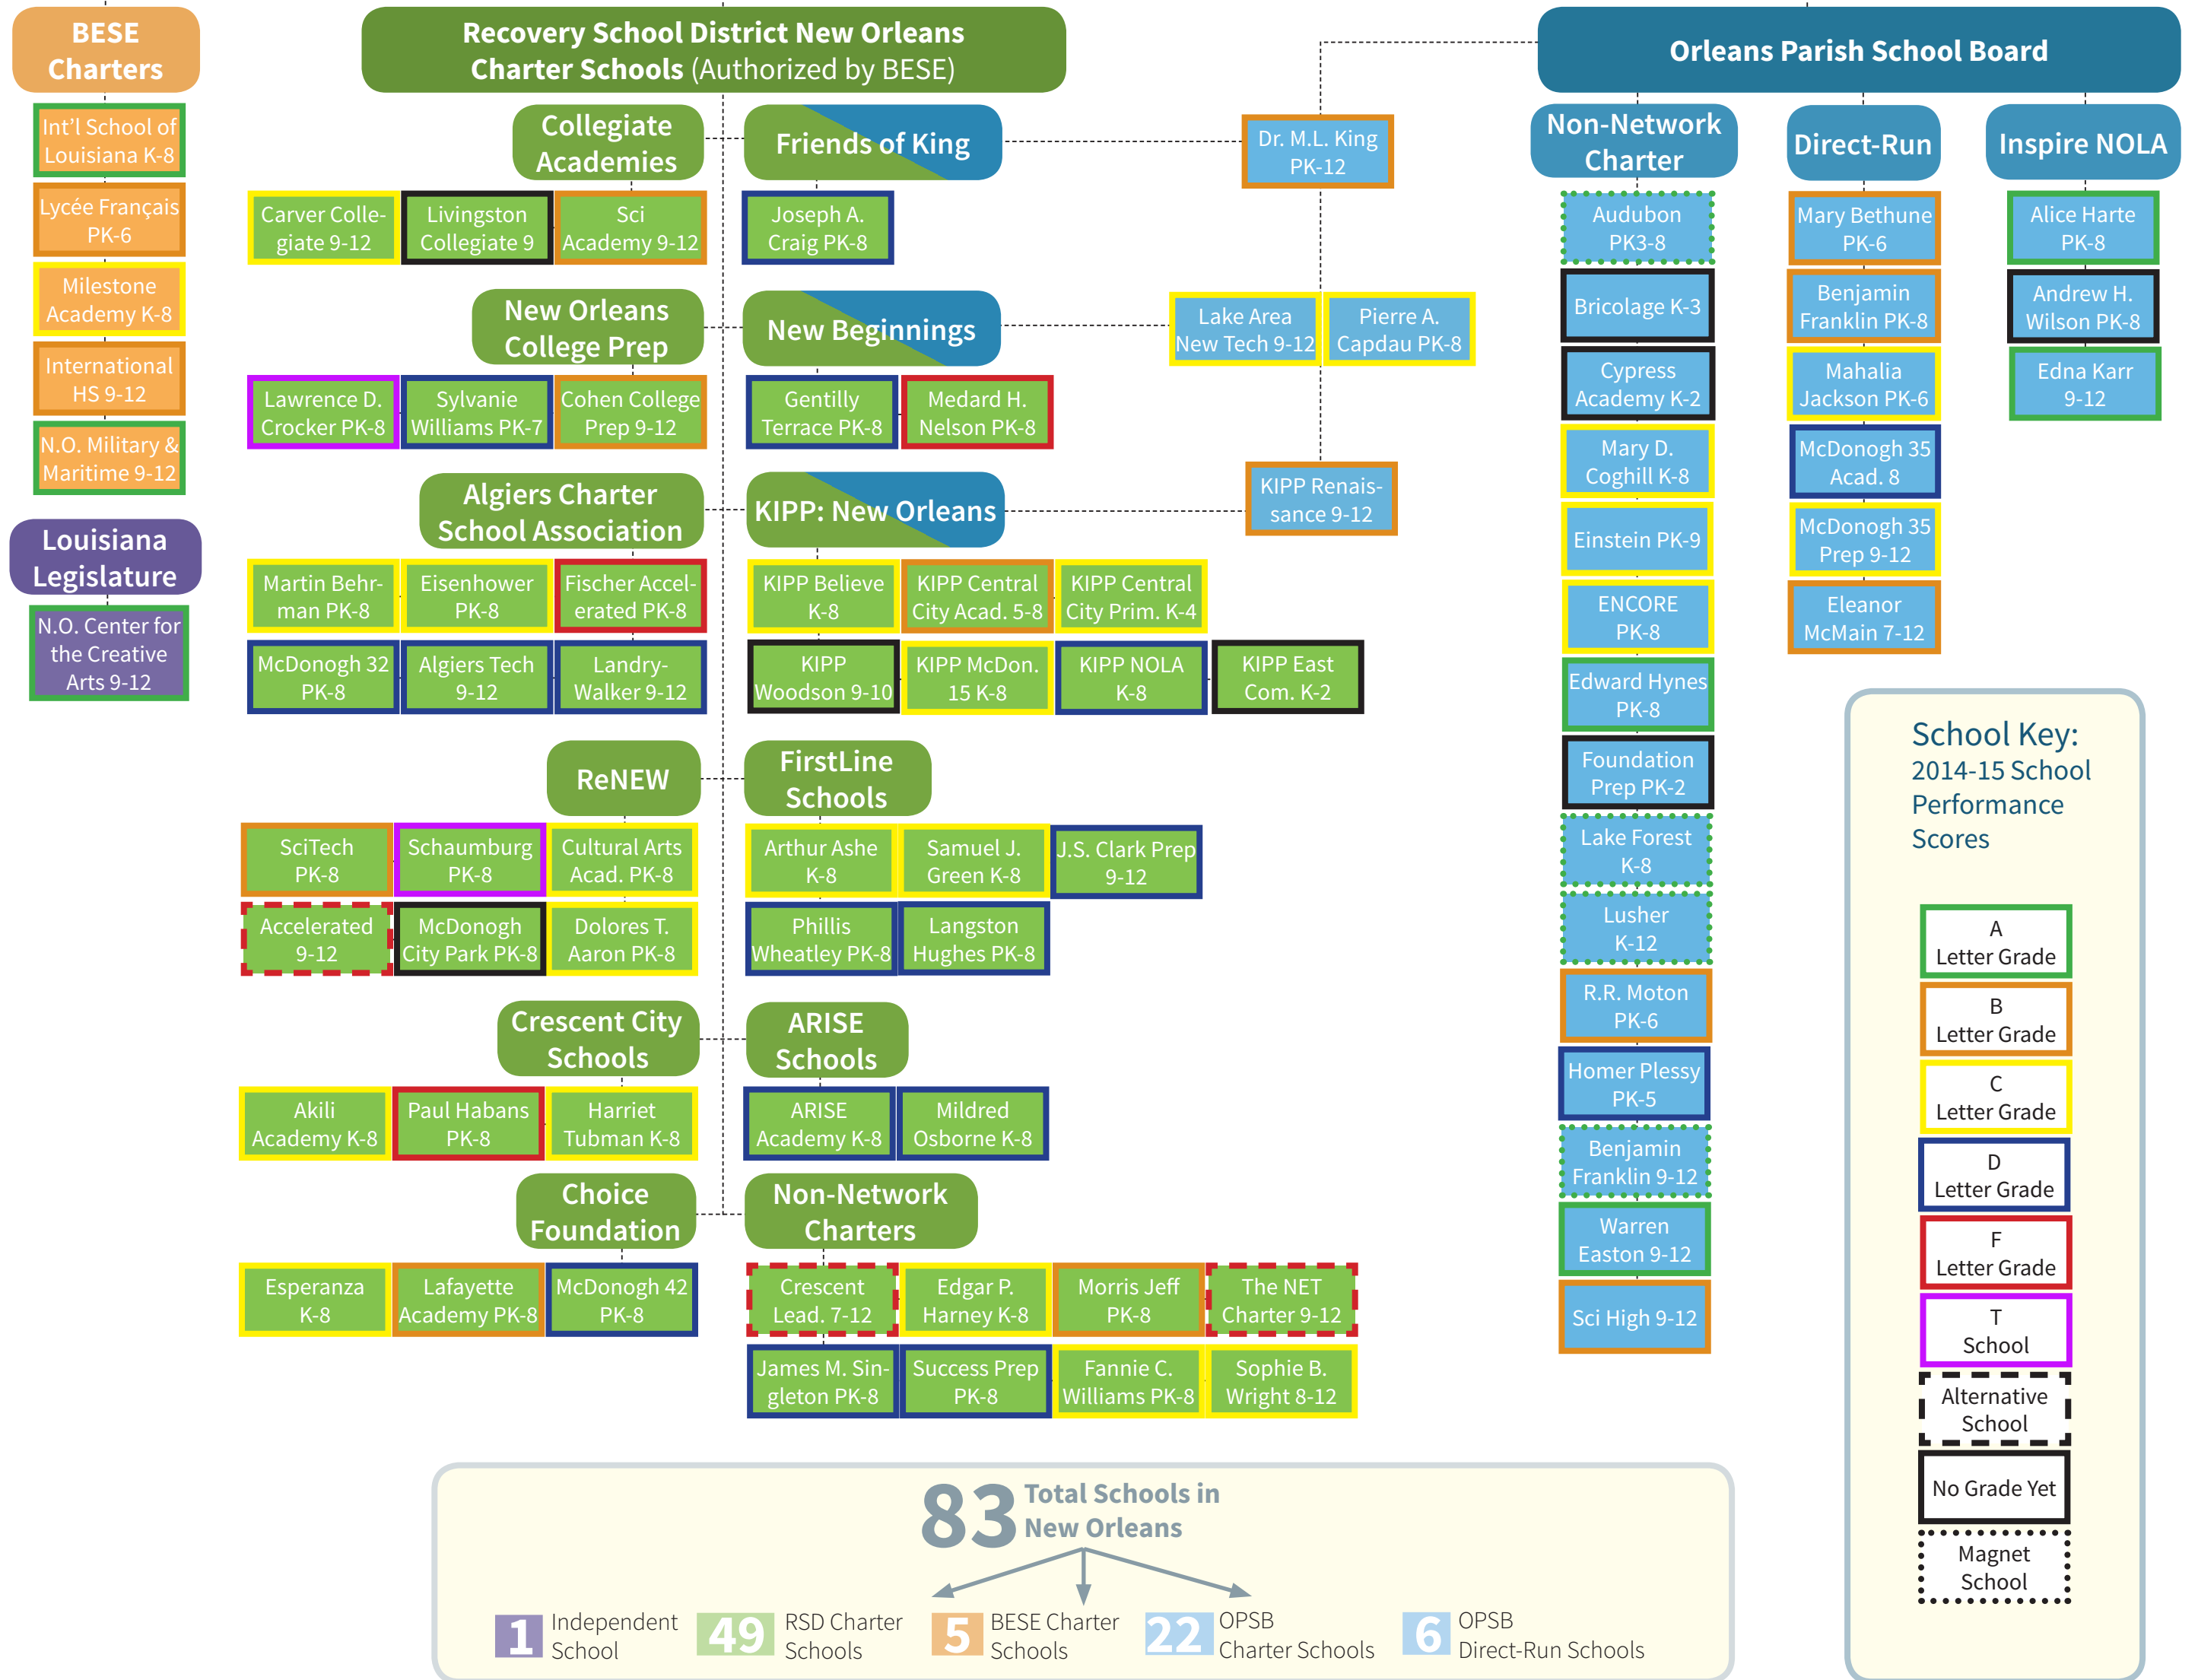 BESE
Charters
Int'l School of
Louisiana K-8
Lycée Français
PK-6
Milestone
Academy K-8
International
HS 9-12
N.O. Military &
Maritime 9-12
Louisiana
Legislature
N.O. Center for
the Creative
Arts 9-12
Recovery School District New Orleans
Charter Schools (Authorized by BESE)
Collegiate
Academies
Carver Colle-
giate 9-12
Livingston
Collegiate 9
Sci
Academy 9-12
Friends of King
Joseph A.
Craig PK-8
Dr. M.L. King
PK-12
New Orleans
College Prep
Lawrence D.
Crocker PK-8
Sylvanie
Williams PK-7
Cohen College
Prep 9-12
New Beginnings
Gentilly
Terrace PK-8
Medard H.
Nelson PK-8
Lake Area
New Tech 9-12
Pierre A.
Capdau PK-8
Algiers Charter
School Association
Martin Behr-
man PK-8
Eisenhower
PK-8
Fischer Accel-
erated PK-8
McDonogh 32
PK-8
Algiers Tech
9-12
Landry-
Walker 9-12
KIPP: New Orleans
KIPP Believe
K-8
KIPP Central
City Acad. 5-8
KIPP Central
City Prim. K-4
KIPP
Woodson 9-10
KIPP McDon.
15 K-8
KIPP NOLA
K-8
KIPP East
Com. K-2
KIPP Renais-
sance 9-12
ReNEW
SciTech
PK-8
Schaumburg
PK-8
Cultural Arts
Acad. PK-8
Accelerated
9-12
McDonogh
City Park PK-8
Dolores T.
Aaron PK-8
FirstLine
Schools
Arthur Ashe
K-8
Samuel J.
Green K-8
J.S. Clark Prep
9-12
Phillis
Wheatley PK-8
Langston
Hughes PK-8
Crescent City
Schools
Akili
Academy K-8
Paul Habans
PK-8
Harriet
Tubman K-8
ARISE
Schools
ARISE
Academy K-8
Mildred
Osborne K-8
Choice
Foundation
Esperanza
K-8
Lafayette
Academy PK-8
McDonogh 42
PK-8
Non-Network
Charters
Crescent
Lead. 7-12
Edgar P.
Harney K-8
Morris Jeff
PK-8
The NET
Charter 9-12
James M. Sin-
gleton PK-8
Success Prep
PK-8
Fannie C.
Williams PK-8
Sophie B.
Wright 8-12
Orleans Parish School Board
Non-Network
Charter
Audubon
PK3-8
Bricolage K-3
Cypress
Academy K-2
Mary D.
Coghill K-8
Einstein PK-9
ENCORE
PK-8
Edward Hynes
PK-8
Foundation
Prep PK-2
Lake Forest
K-8
Lusher
K-12
R.R. Moton
PK-6
Homer Plessy
PK-5
Benjamin
Franklin 9-12
Warren
Easton 9-12
Sci High 9-12
Direct-Run
Mary Bethune
PK-6
Benjamin
Franklin PK-8
Mahalia
Jackson PK-6
McDonogh 35
Acad. 8
McDonogh 35
Prep 9-12
Eleanor
McMain 7-12
Inspire NOLA
Alice Harte
PK-8
Andrew H.
Wilson PK-8
Edna Karr
9-12
School Key:
2014-15 School
Performance
Scores
A
Letter Grade
B
Letter Grade
C
Letter Grade
D
Letter Grade
F
Letter Grade
T
School
Alternative
School
No Grade Yet
Magnet
School
83 Total Schools in
New Orleans
1 Independent
School
49 RSD Charter
Schools
5 BESE Charter
Schools
22 OPSB
Charter Schools
6 OPSB
Direct-Run Schools